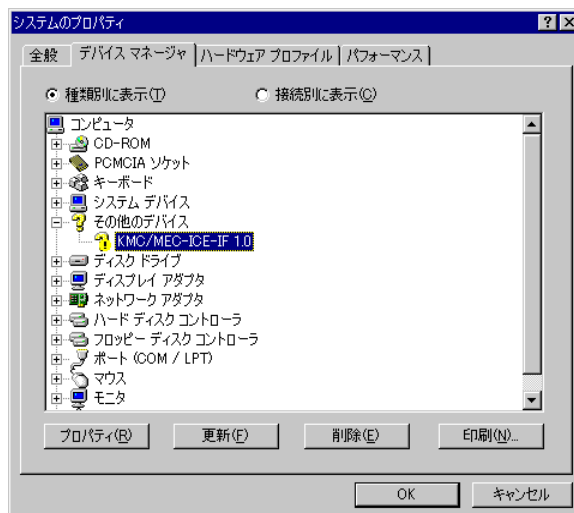 システムのプロパティ
全般 デバイス マネージャ ハードウェア プロファイル パフォーマンス
種類別に表示(T) 接続別に表示(C)
コンピュータ
CD-ROM
PCMCIA ソケット
キーボード
システム デバイス
その他のデバイス
KMC/MEC-ICE-IF 1.0
ディスク ドライブ
ディスプレイ アダプタ
ネットワーク アダプタ
ハード ディスク コントローラ
フロッピー ディスク コントローラ
ポート (COM / LPT)
マウス
モニタ
プロパティ(R) 更新(F) 削除(E) 印刷(N)...
OK キャンセル